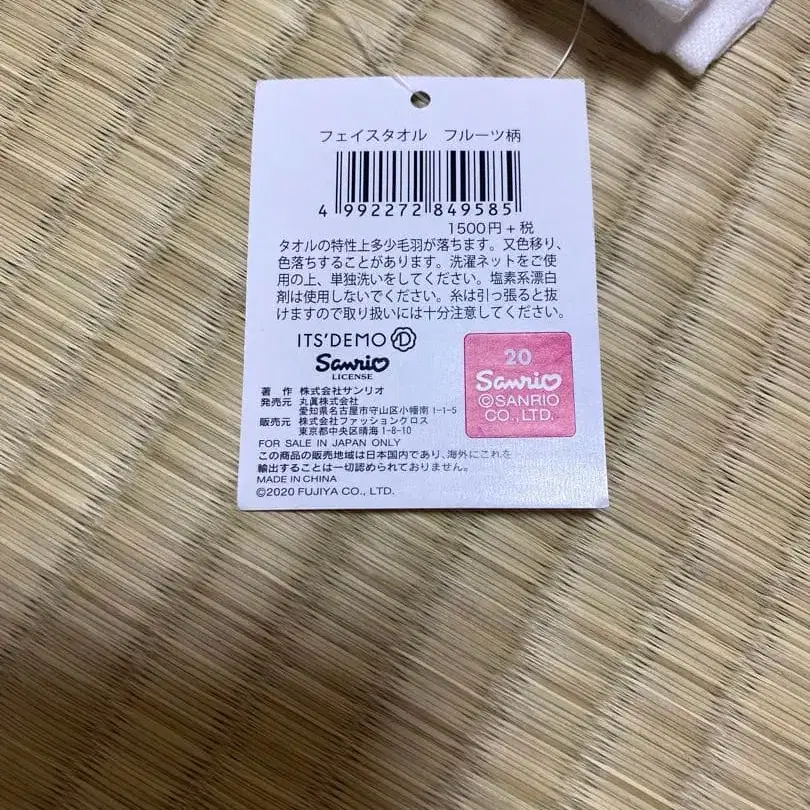 フェイスタオル　フルーツ柄
4 992272 849585
1500円+税
タオルの特性上多少毛羽が落ちます。又色移り、
色落ちすることがあります。洗濯ネットをご使
用の上、単独洗いをしてください。塩素系漂白
剤は使用しないでください。糸は引っ張ると抜
けますので取り扱いには十分注意してください。
ITS'DEMO D
Sanrio
LICENSE
著　作　株式会社サンリオ
発売元　丸眞株式会社
愛知県名古屋市守山区小幡南1-1-5
販売元　株式会社ファッションクロス
東京都中央区晴海1-8-10
FOR SALE IN JAPAN ONLY
この商品の販売地域は日本国内であり、海外にこれを
輸出することは一切認められておりません。
MADE IN CHINA
©2020 FUJIYA CO., LTD.
20
Sanrio
©SANRIO
CO., LTD.